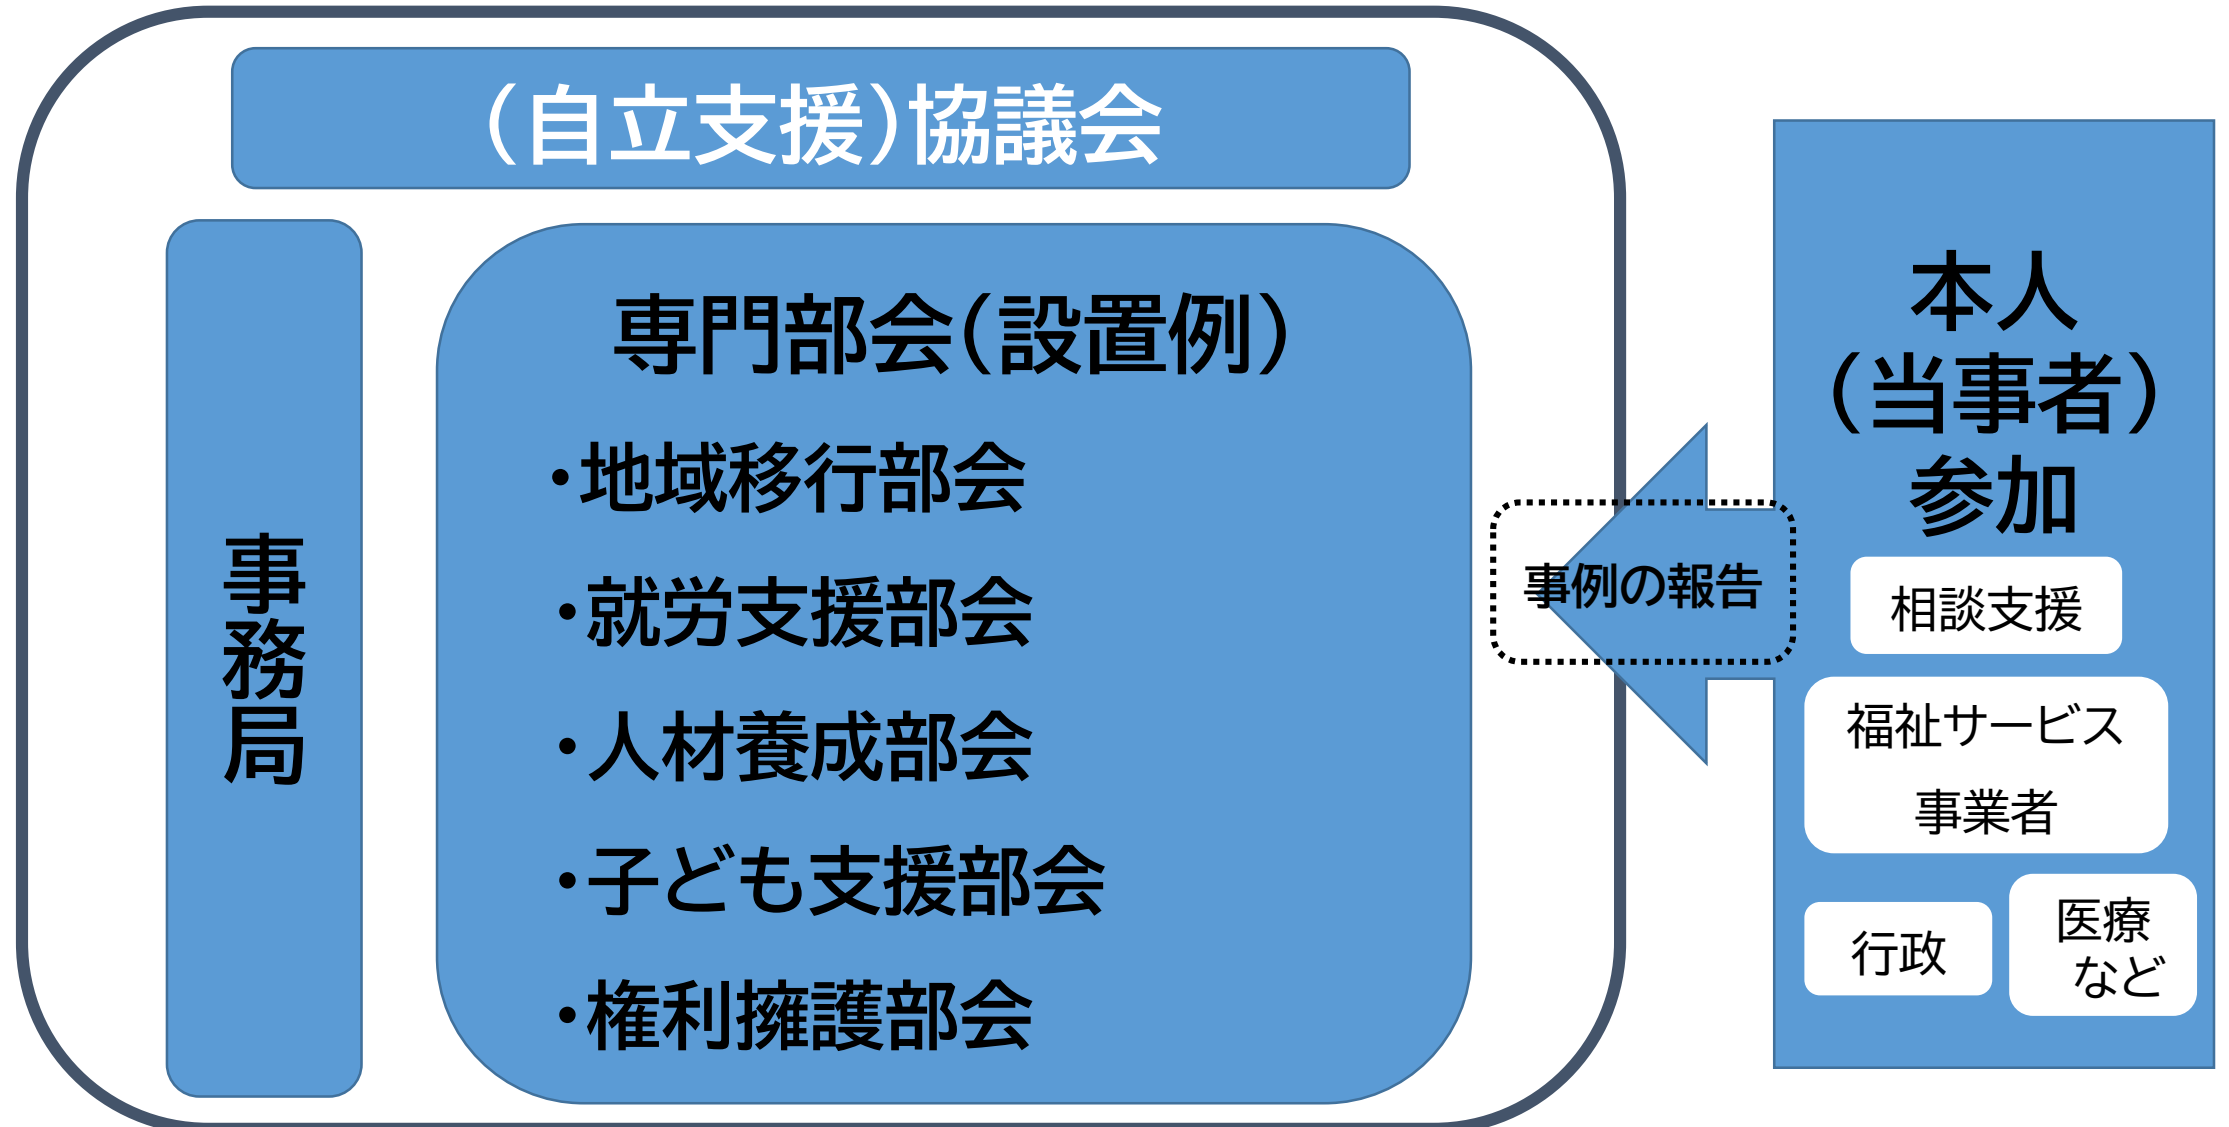 （自立支援）協議会
事務局
専門部会（設置例）
・地域移行部会
・就労支援部会
・人材養成部会
・子ども支援部会
・権利擁護部会
事例の報告
本人
（当事者）
参加
相談支援
福祉サービス
事業者
行政
医療
など